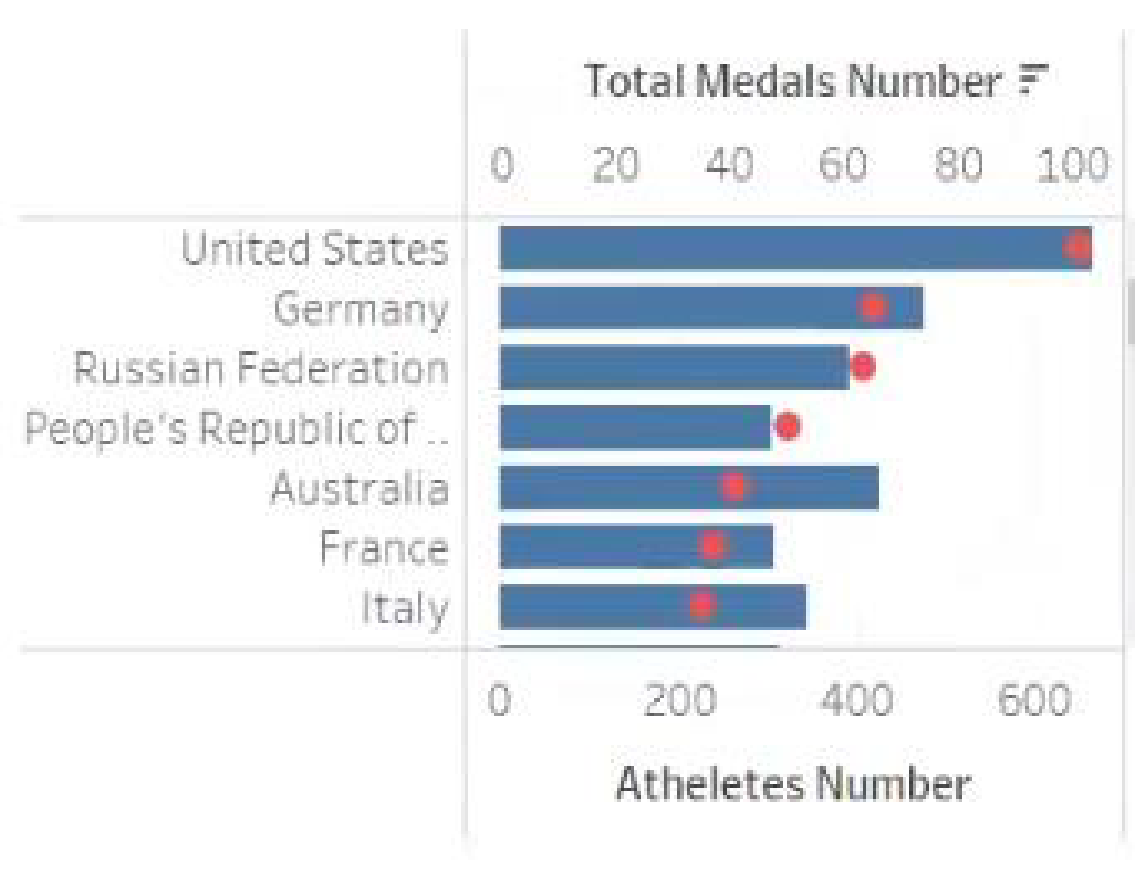 Total Medals Number
0 20 40 60 80 100
United States
Germany
Russian Federation
People's Republic of ..
Australia
France
Italy
0 200 400 600
Atheletes Number